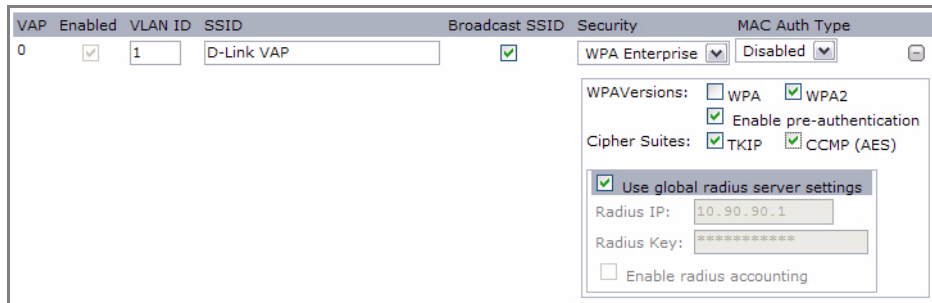 VAP Enabled VLAN ID SSID Broadcast SSID Security MAC Auth Type
0 1 D-Link VAP WPA Enterprise Disabled
WPAVersions: WPA WPA2
Enable pre-authentication
Cipher Suites: TKIP CCMP (AES)
Use global radius server settings
Radius IP: 10.90.90.1
Radius Key: ***********
Enable radius accounting